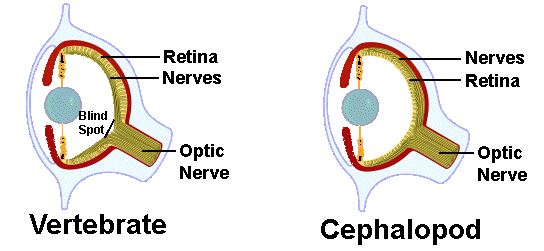 Retina
Nerves
Blind
Spot
Optic
Nerve
Vertebrate
Nerves
Retina
Optic
Nerve
Cephalopod